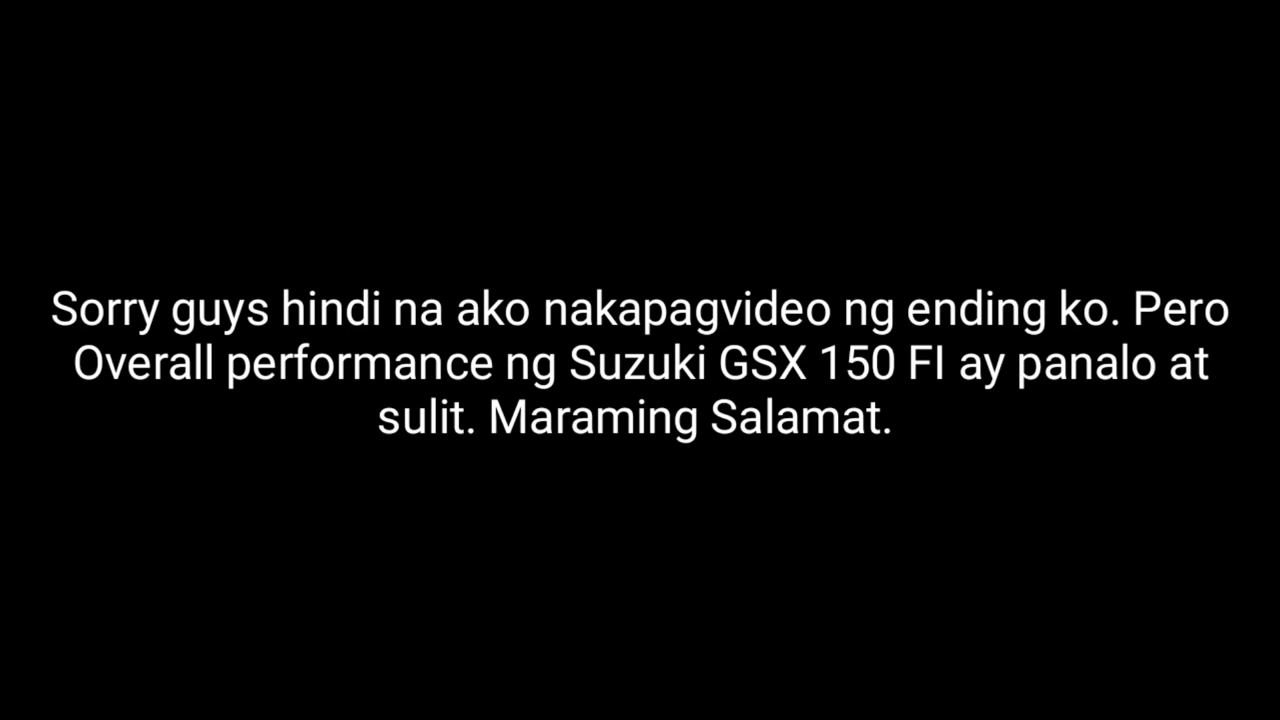 Sorry guys hindi na ako nakapagvideo ng ending ko. Pero
Overall performance ng Suzuki GSX 150 FI ay panalo at
sulit. Maraming Salamat.